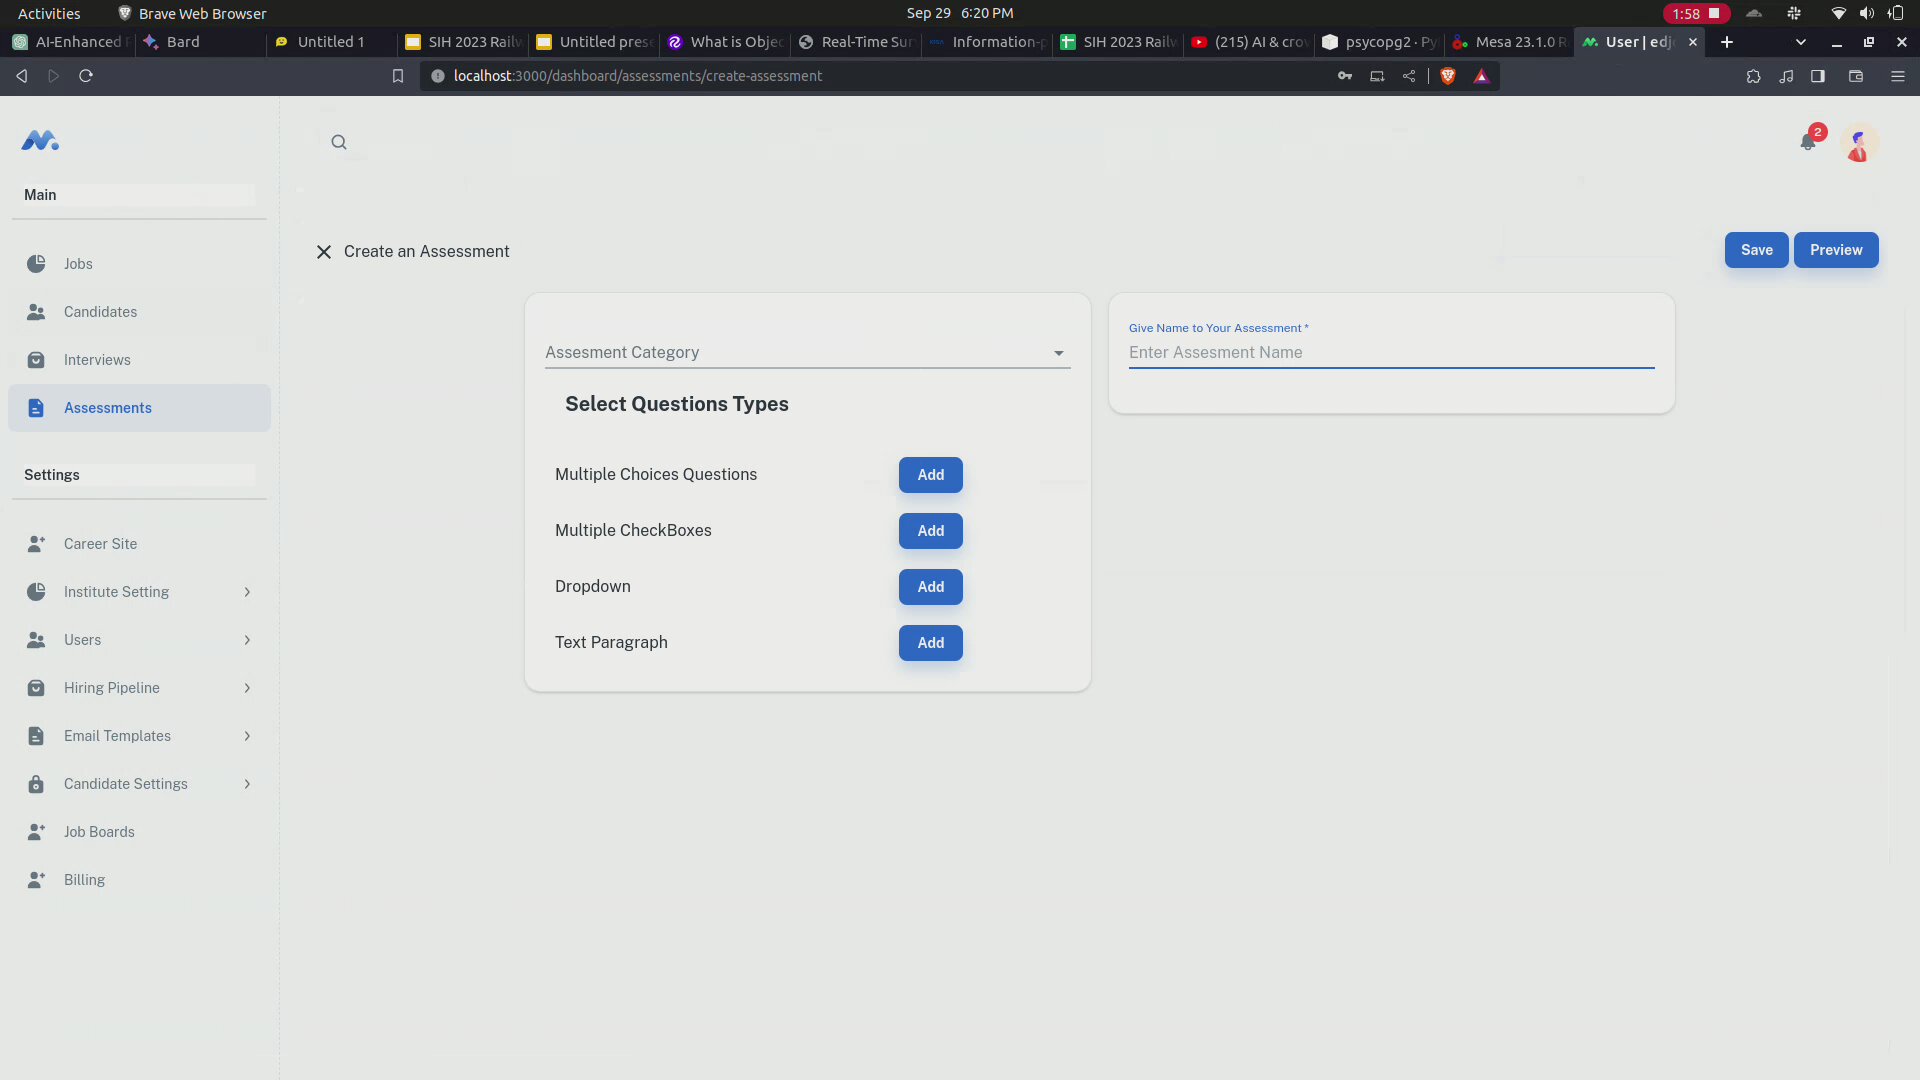 Activities Brave Web Browser Sep 29 6:20 PM 1:58
AI-Enhanced Bard Untitled 1 SIH 2023 Railw Untitled prese What is Objec Real-Time Sur Information-p SIH 2023 Railw (215) AI & crow psycopg2 · Py Mesa 23.1.0 R User | edj
localhost:3000/dashboard/assessments/create-assessment
2
Main
Jobs
Candidates
Interviews
Assessments
Settings
Career Site
Institute Setting
Users
Hiring Pipeline
Email Templates
Candidate Settings
Job Boards
Billing
Create an Assessment
Save Preview
Assesment Category
Select Questions Types
Multiple Choices Questions Add
Multiple CheckBoxes Add
Dropdown Add
Text Paragraph Add
Give Name to Your Assessment *
Enter Assesment Name